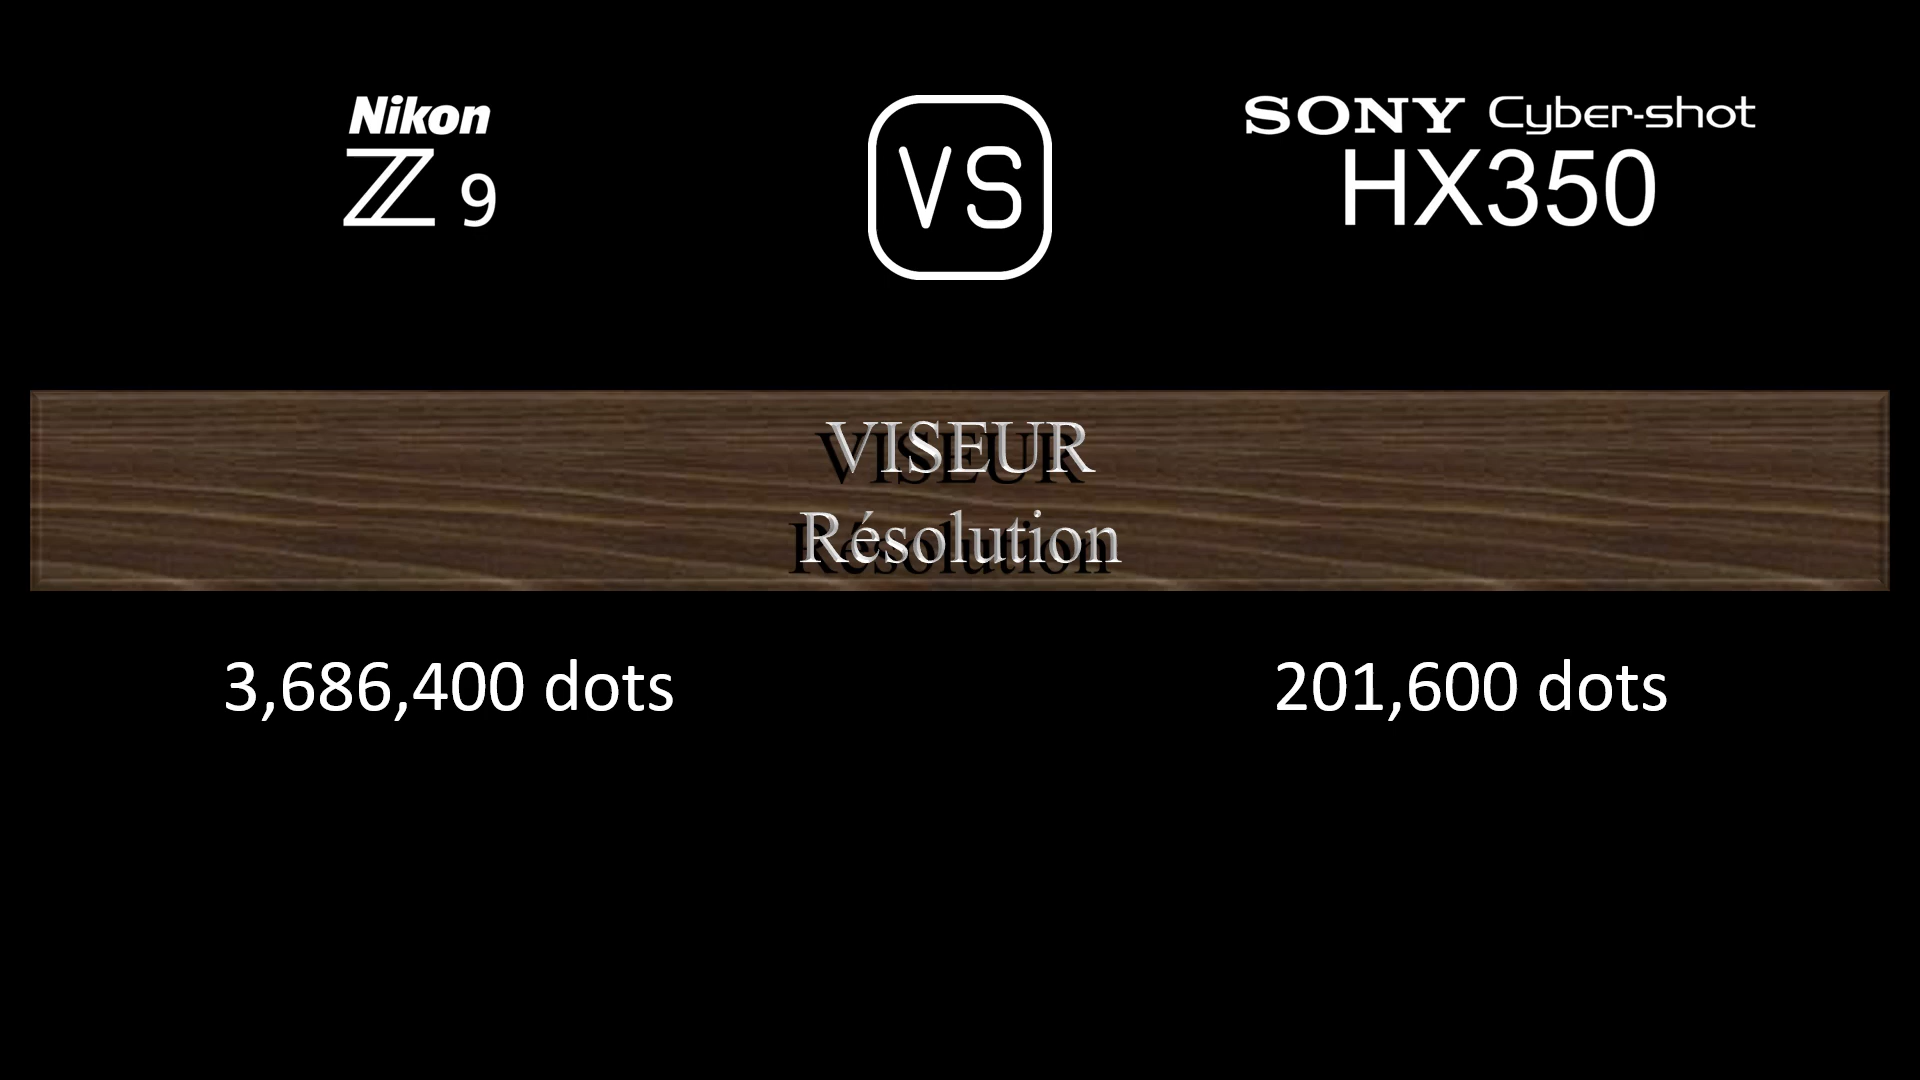 Nikon
Z 9
VS
SONY Cyber-shot
HX350
VISEUR
Résolution
3,686,400 dots
201,600 dots